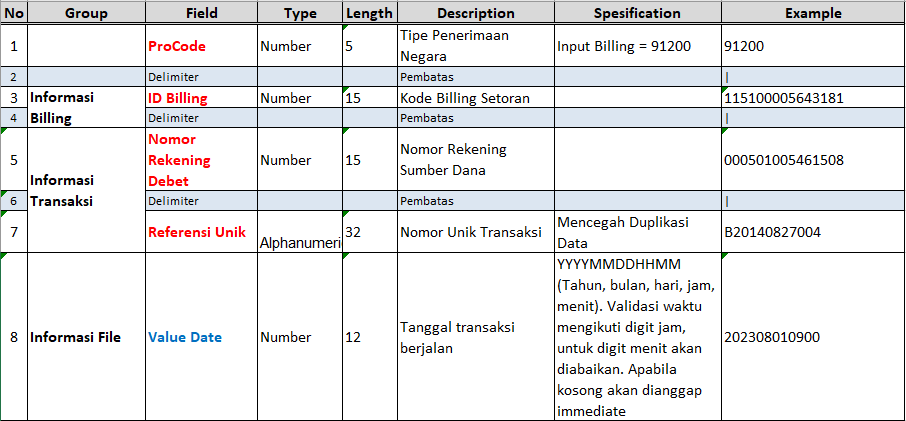 No Group Field Type Length Description Spesification Example
1 ProCode Number 5 Tipe Penerimaan Negara Input Billing = 91200 91200
2 Delimiter Pembatas |
3 Informasi Billing ID Billing Number 15 Kode Billing Setoran 115100005643181
4 Delimiter Pembatas |
5 Informasi Transaksi Nomor Rekening Debet Number 15 Nomor Rekening Sumber Dana 000501005461508
6 Delimiter Pembatas |
7 Referensi Unik Alphanumeri 32 Nomor Unik Transaksi Mencegah Duplikasi Data B20140827004
8 Informasi File Value Date Number 12 Tanggal transaksi berjalan YYYYMMDDHHMM (Tahun, bulan, hari, jam, menit). Validasi waktu mengikuti digit jam, untuk digit menit akan diabaikan. Apabila kosong akan dianggap immediate 202308010900